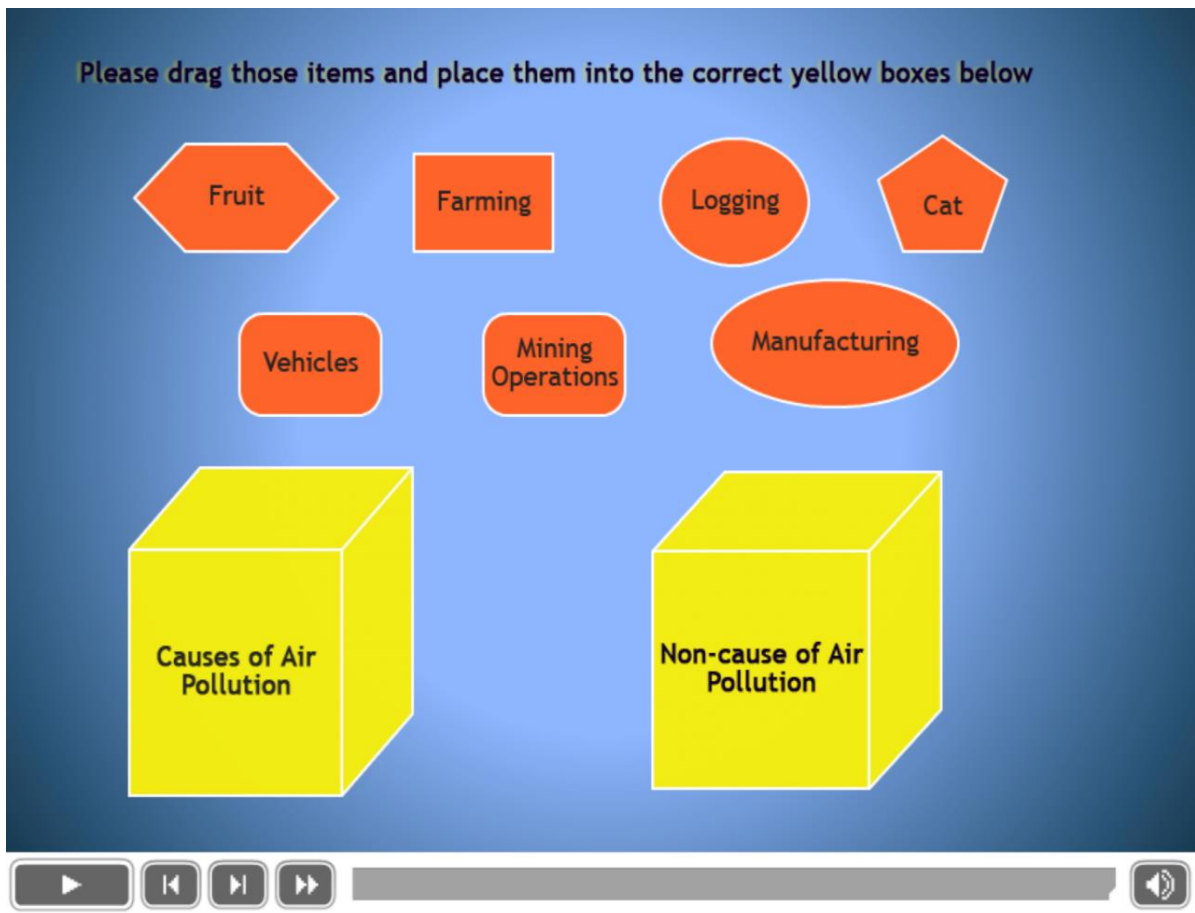 Please drag those items and place them into the correct yellow boxes below
Fruit
Farming
Logging
Cat
Vehicles
Mining
Operations
Manufacturing
Causes of Air
Pollution
Non-cause of Air
Pollution